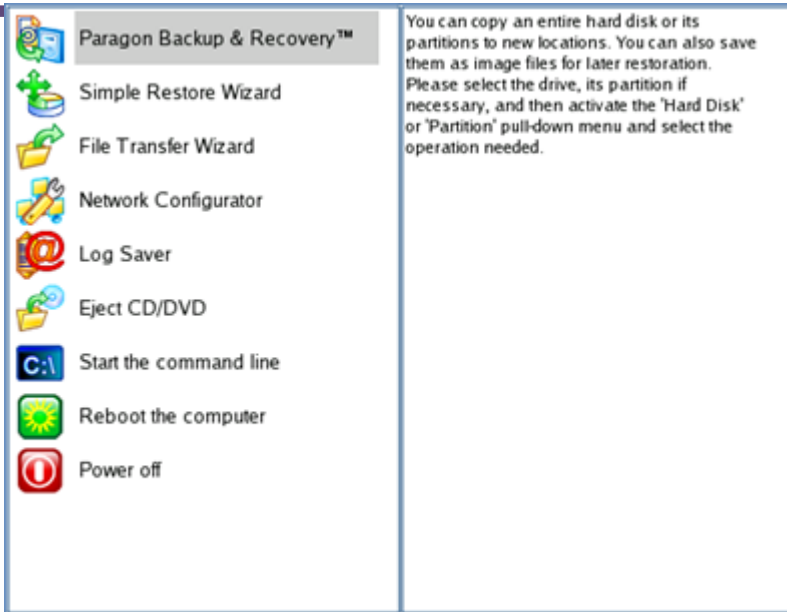 Paragon Backup & Recovery™
Simple Restore Wizard
File Transfer Wizard
Network Configurator
Log Saver
Eject CD/DVD
C:\
Start the command line
Reboot the computer
Power off
You can copy an entire hard disk or its
partitions to new locations. You can also save
them as image files for later restoration.
Please select the drive, its partition if
necessary, and then activate the 'Hard Disk'
or 'Partition' pull-down menu and select the
operation needed.